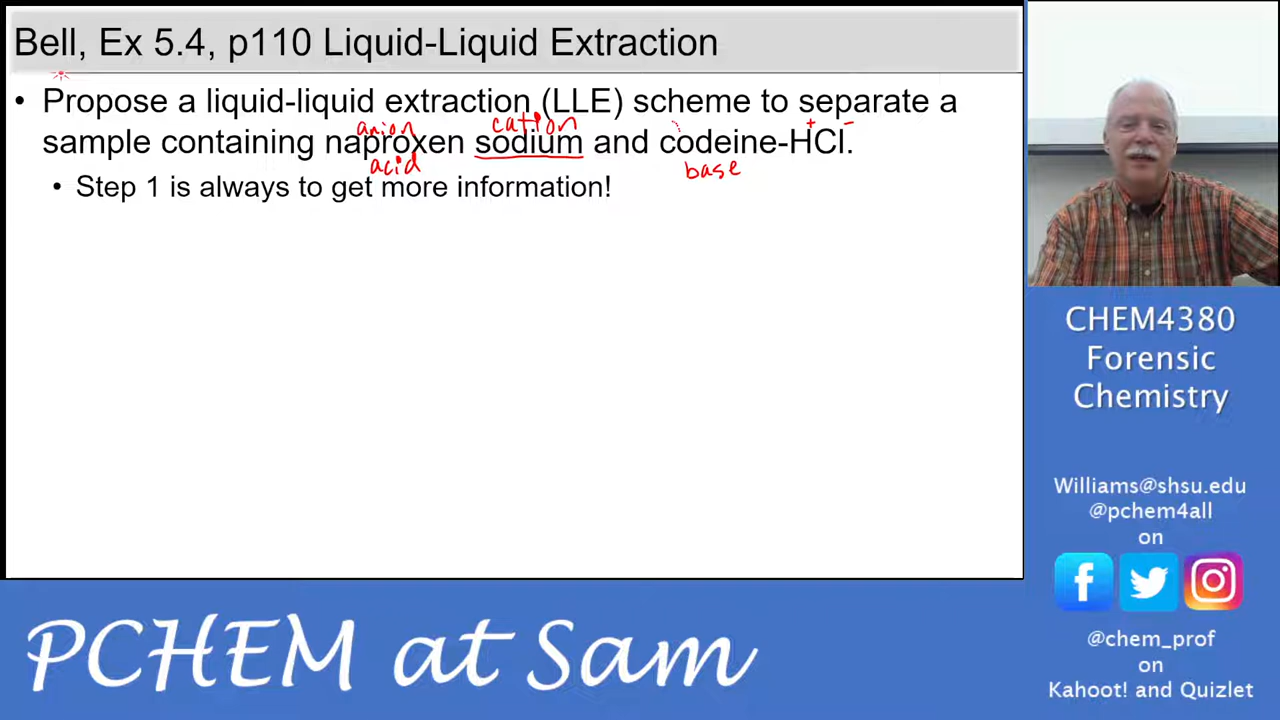 Bell, Ex 5.4, p110 Liquid-Liquid Extraction
• Propose a liquid-liquid extraction (LLE) scheme to separate a
anion cation + -
sample containing naproxen sodium and codeine-HCl.
acid base
• Step 1 is always to get more information!
CHEM4380
Forensic
Chemistry
Williams@shsu.edu
@pchem4all
on
@chem_prof
on
Kahoot! and Quizlet
PCHEM at Sam